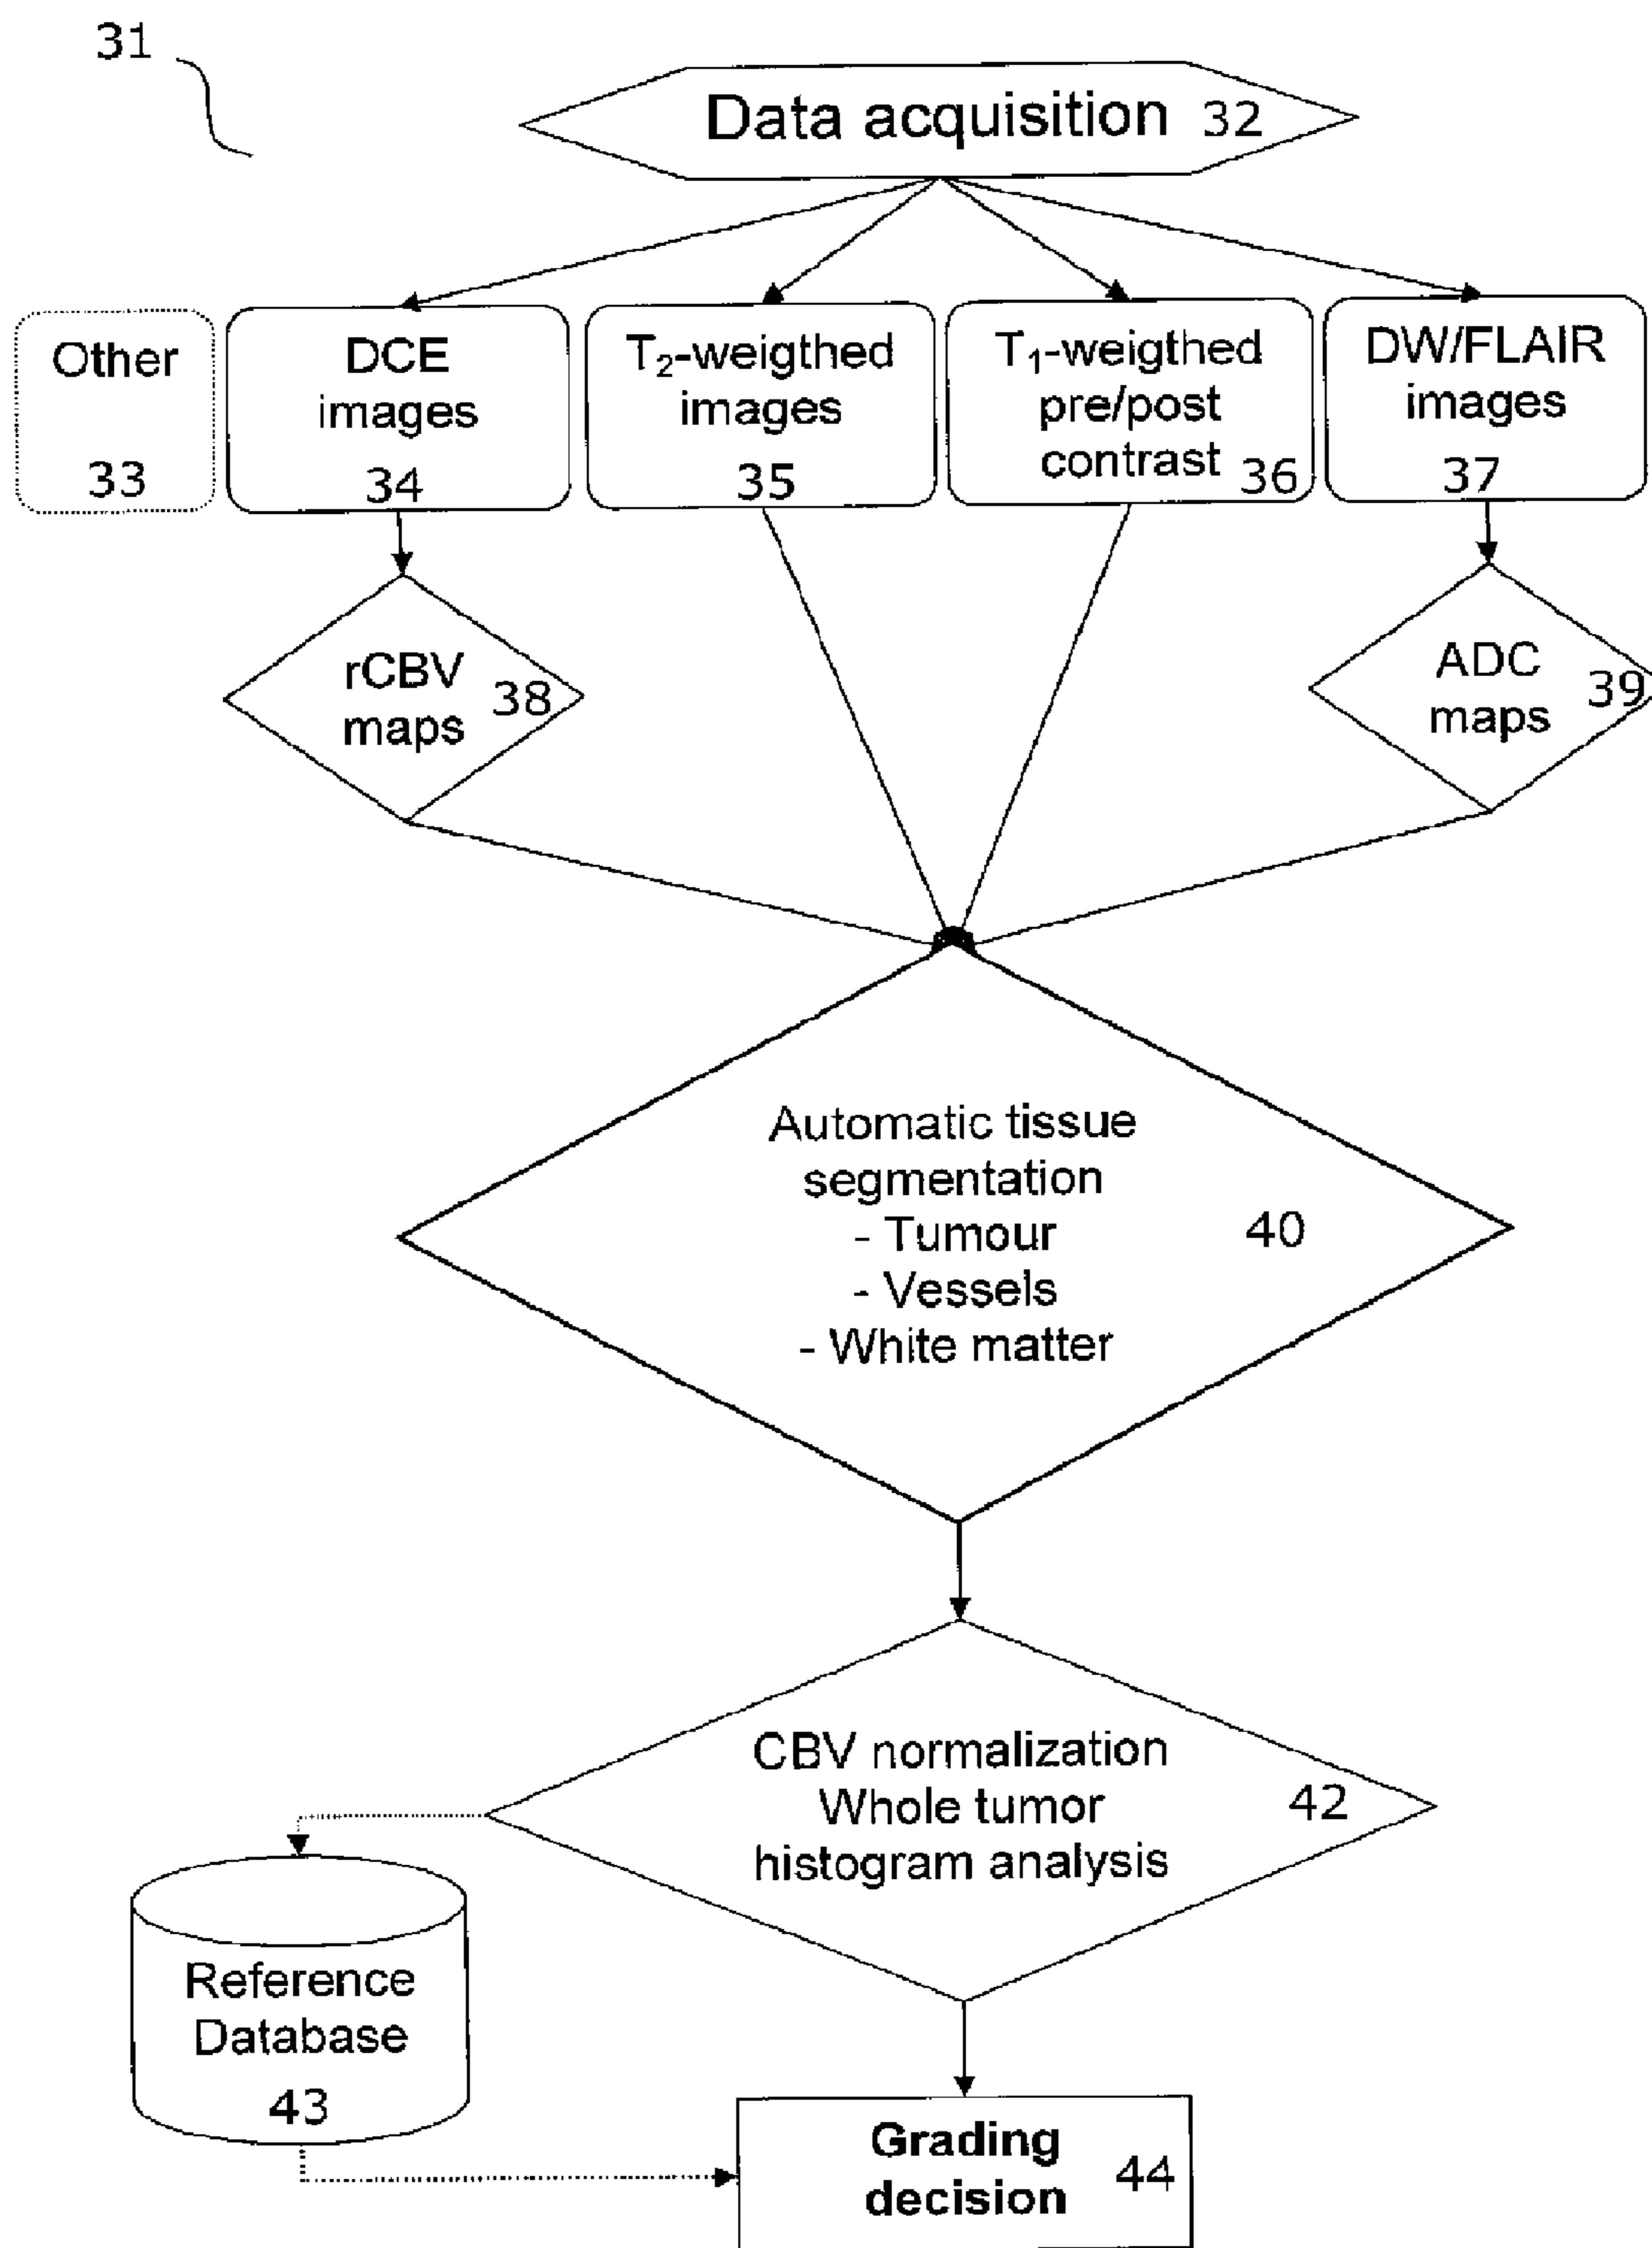 31
Data acquisition 32
Other
33
DCE
images
34
T2-weigthed
images
35
T1-weigthed
pre/post
contrast 36
DW/FLAIR
images
37
rCBV
maps 38
ADC
maps 39
Automatic tissue
segmentation
- Tumour
- Vessels
- White matter
40
CBV normalization
Whole tumor
histogram analysis
42
Reference
Database
43
Grading
decision
44